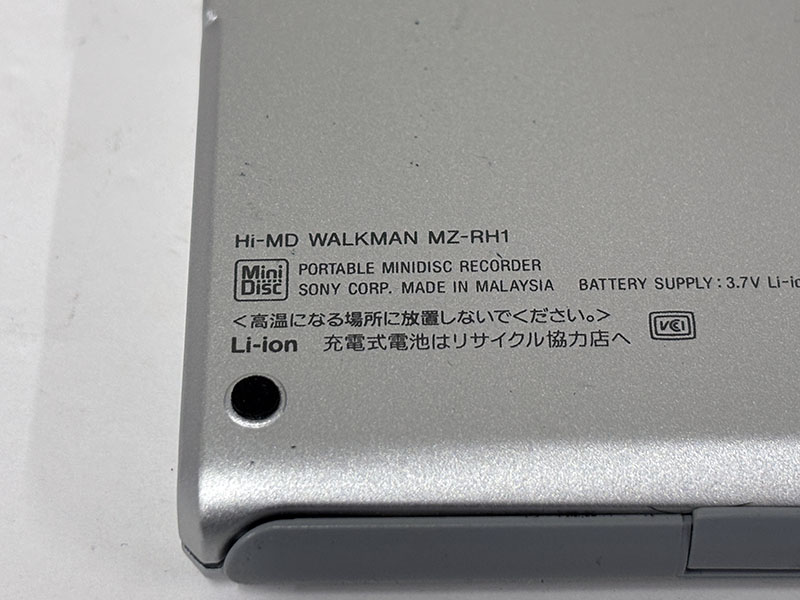 Hi-MD WALKMAN MZ-RH1
Mini Disc
PORTABLE MINIDISC RECORDER
SONY CORP. MADE IN MALAYSIA BATTERY SUPPLY : 3.7V
<高温になる場所に放置しないでください。>
VCCI
Li-ion 充電式電池はリサイクル協力店へ